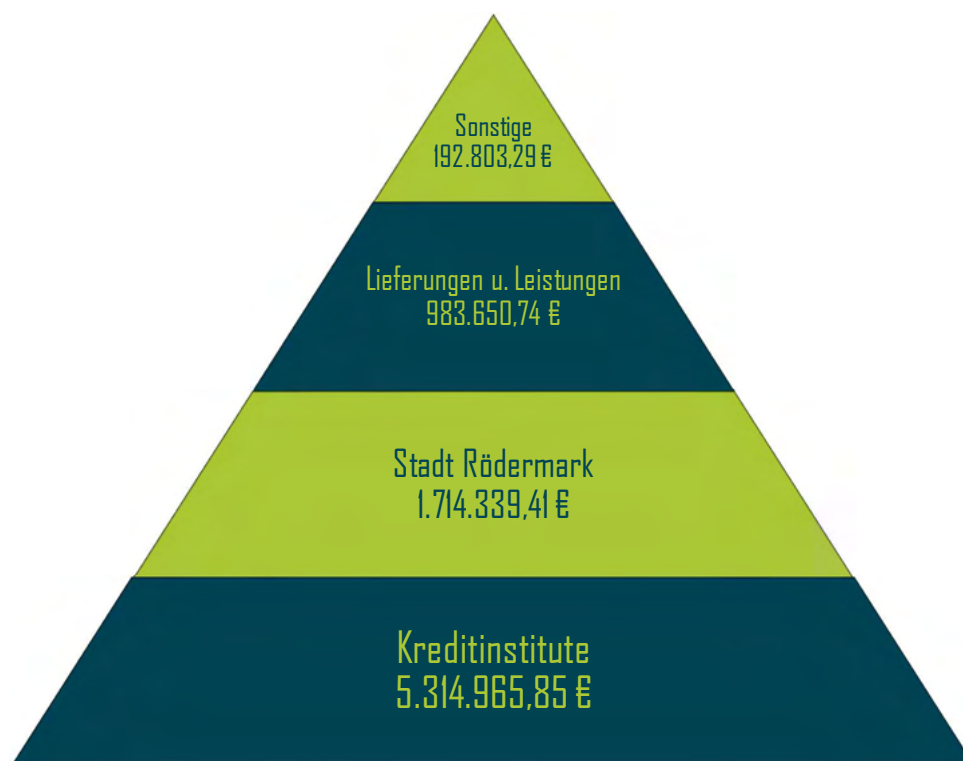 Sonstige
192.803,29 €
Lieferungen u. Leistungen
983.650,74 €
Stadt Rödermark
1.714.339,41 €
Kreditinstitute
5.314.965,85 €